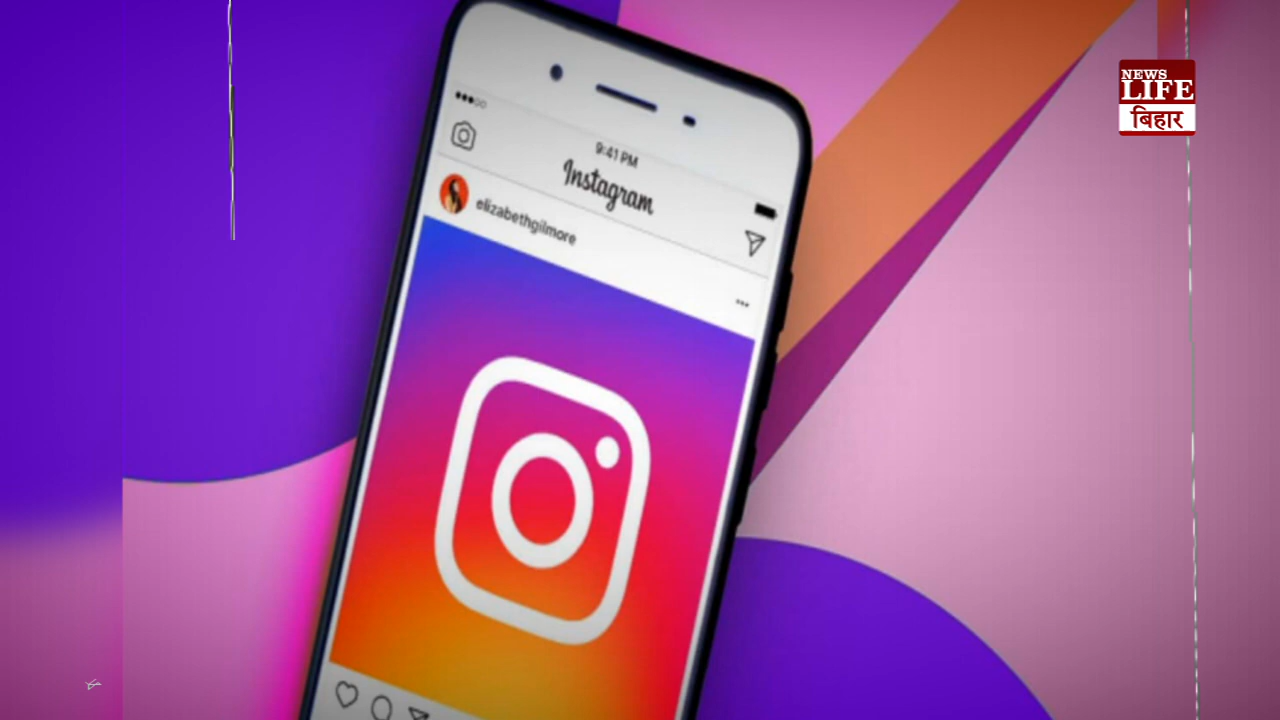 NEWS
LIFE
बिहार
9:41 PM
Instagram
elizabethgilmore